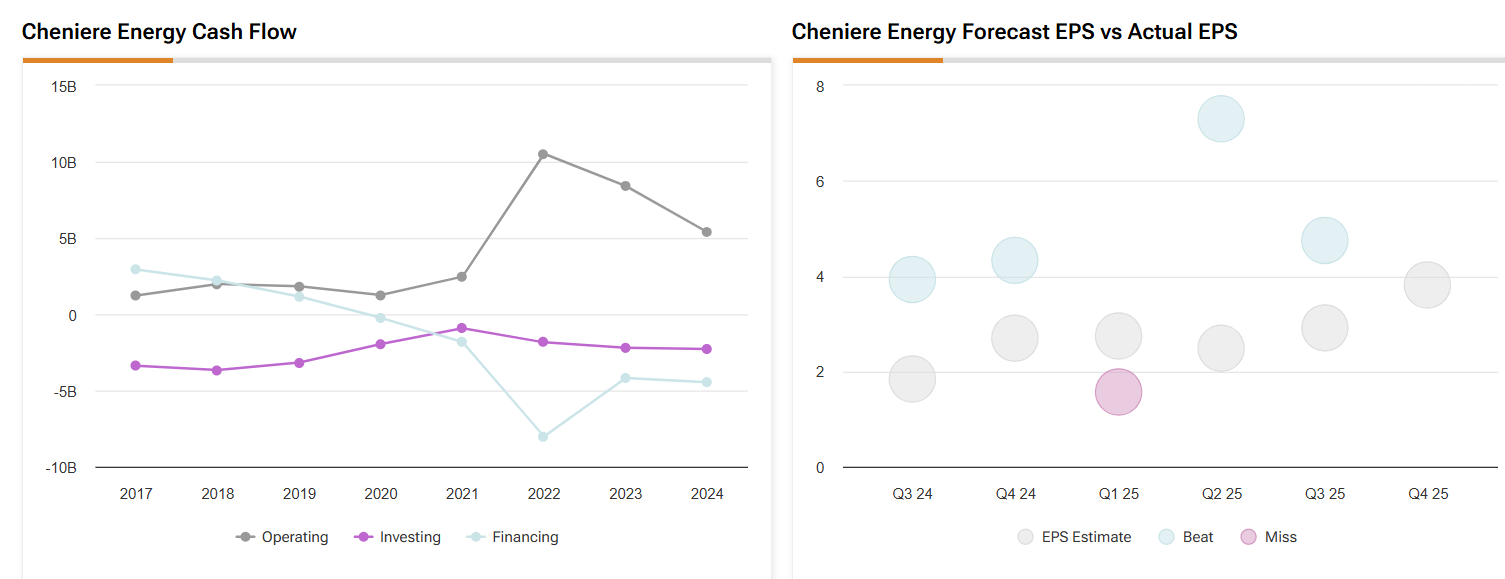 Cheniere Energy Cash Flow
15B
10B
5B
0
-5B
-10B
2017 2018 2019 2020 2021 2022 2023 2024
Operating Investing Financing
Cheniere Energy Forecast EPS vs Actual EPS
8
6
4
2
0
Q3 24 Q4 24 Q1 25 Q2 25 Q3 25 Q4 25
EPS Estimate Beat Miss